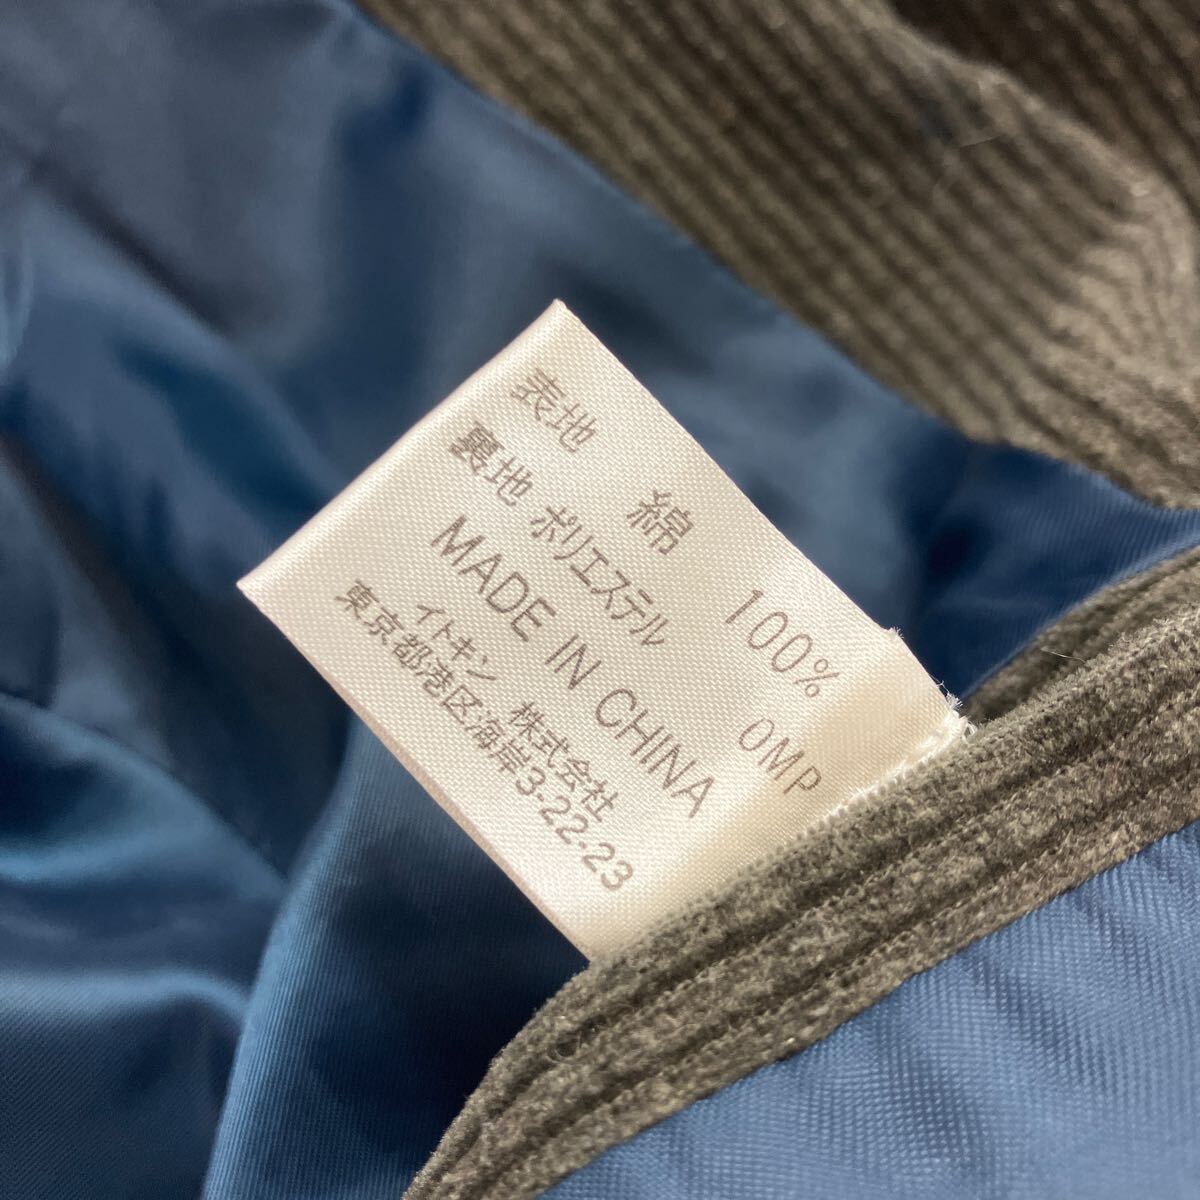 表地 綿 100%
裏地 ポリエステル 0MP
MADE IN CHINA
イトキン 株式会社
東京都港区海岸3-22-23